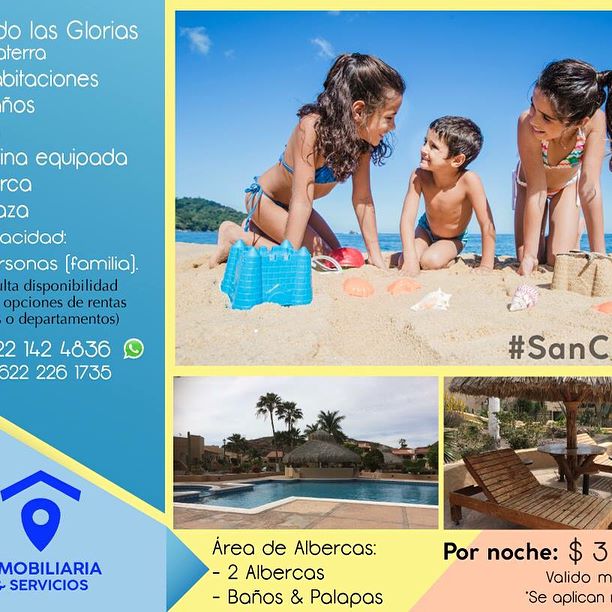 do las Glorias
aterra
abitaciones
años
ina equipada
rca
aza
acidad:
ersonas (familia).
ulta disponibilidad
opciones de rentas
s o departamentos)
22 142 4836
622 226 1735
MOBILIARIA
& SERVICIOS
#SanC
Área de Albercas:
- 2 Albercas
- Baños & Palapas
Por noche: $ 3
Valido m
*Se aplican